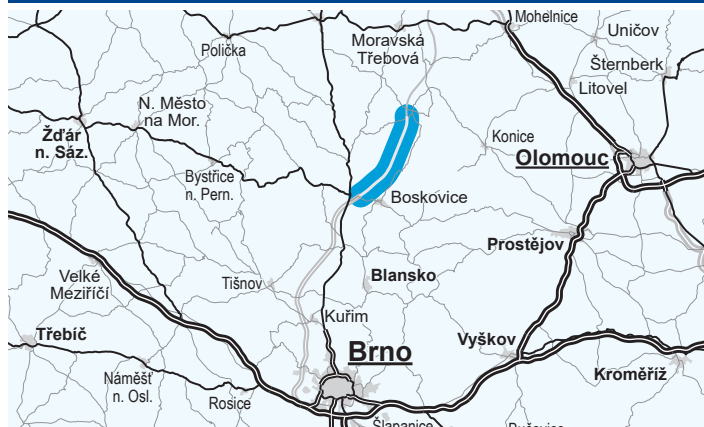 Mohelnice
Uničov
Moravská
Třebová
Polička
Šternberk
Litovel
N. Město
na Mor.
Žďár
n. Sáz.
Konice
Olomouc
Bystřice
n. Pern.
Boskovice
Prostějov
Velké
Meziříčí
Tišnov
Blansko
Kuřim
Třebíč
Vyškov
Brno
Kroměříž
Náměšť
n. Osl.
Rosice
Šlapanice